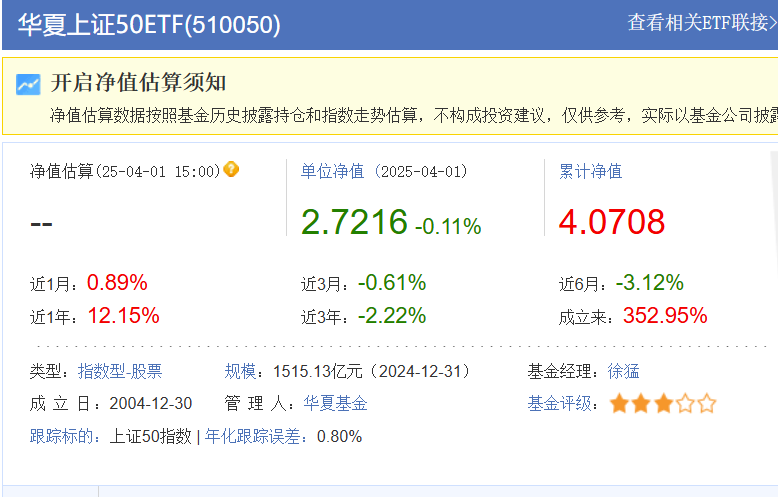 华夏上证50ETF(510050) 查看相关ETF联接>
开启净值估算须知
净值估算数据按照基金历史披露持仓和指数走势估算，不构成投资建议，仅供参考，实际以基金公司披露
净值估算(25-04-01 15:00) 单位净值 (2025-04-01) 累计净值
-- 2.7216 -0.11% 4.0708
近1月：0.89% 近3月：-0.61% 近6月：-3.12%
近1年：12.15% 近3年：-2.22% 成立来：352.95%
类型：指数型-股票 规模：1515.13亿元（2024-12-31） 基金经理：徐猛
成 立 日：2004-12-30 管 理 人：华夏基金 基金评级：
跟踪标的：上证50指数 | 年化跟踪误差：0.80%